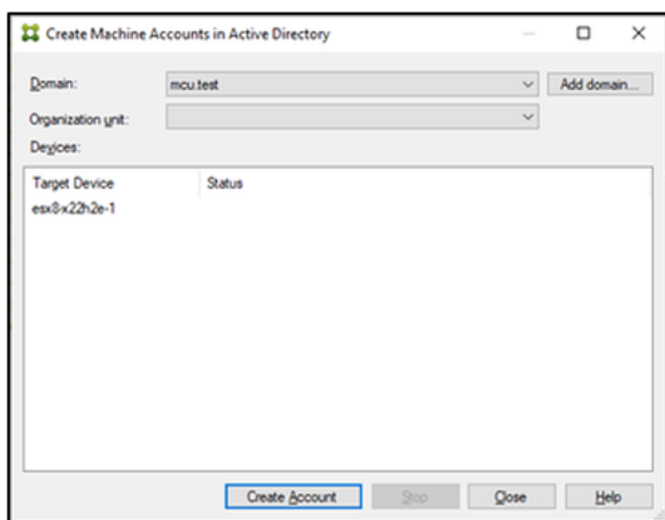 Create Machine Accounts in Active Directory
Domain: mcu.test Add domain...
Organization unit:
Devices:
Target Device Status
esx8-x22h2e-1
Create Account Stop Close Help